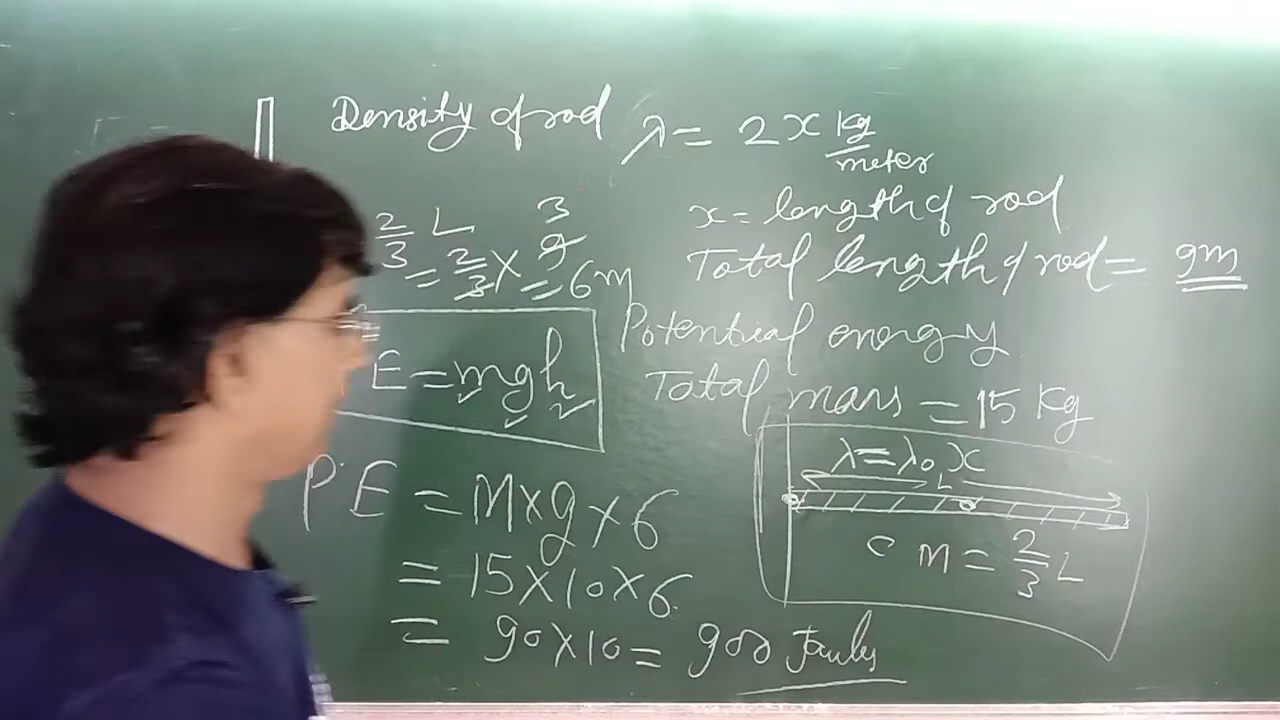 Density of rod λ = 2x kg/meter
x = length of rod
Total length of rod = 9m
2/3 L
= 2/3 × 9 = 6m
3
Potential energy
E = mgh
Total mass = 15 Kg
PE = M×g×6
= 15×10×6
= 90×10 = 900 Joules
λ = λ₀x
L
C M = 2/3 L